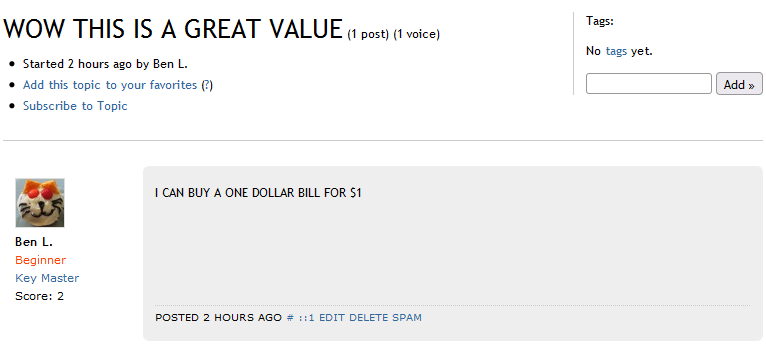 WOW THIS IS A GREAT VALUE (1 post) (1 voice)
Started 2 hours ago by Ben L.
Add this topic to your favorites (?)
Subscribe to Topic
Tags:
No tags yet.
Add »
Ben L.
Beginner
Key Master
Score: 2
I CAN BUY A ONE DOLLAR BILL FOR $1
POSTED 2 HOURS AGO # ::1 EDIT DELETE SPAM